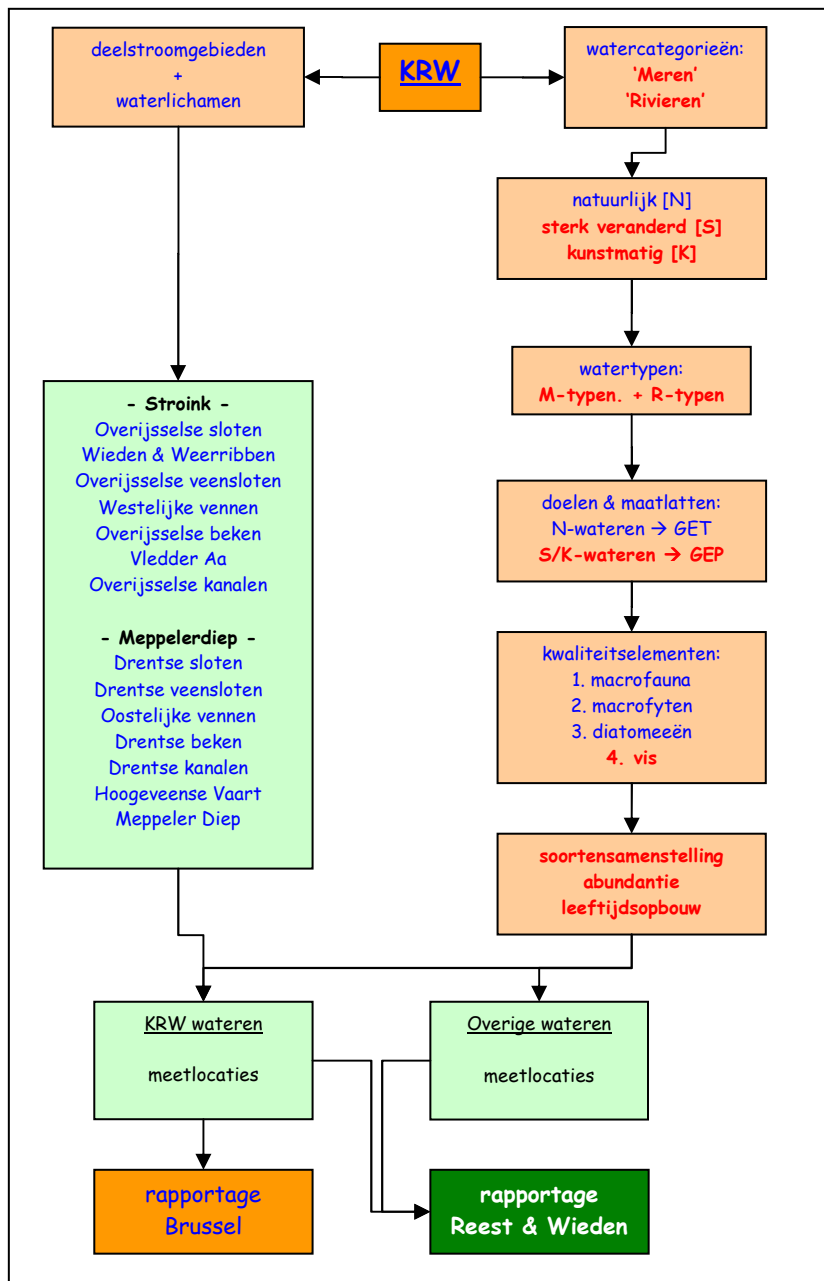 deelstroomgebieden
+
waterlichamen
KRW
watercategorieën:
‘Meren’
‘Rivieren’
natuurlijk [N]
sterk veranderd [S]
kunstmatig [K]
watertypen:
M-typen. + R-typen
- Stroink -
Overijsselse sloten
Wieden & Weerribben
Overijsselse veensloten
Westelijke vennen
Overijsselse beken
Vledder Aa
Overijsselse kanalen
- Meppelerdiep -
Drentse sloten
Drentse veensloten
Oostelijke vennen
Drentse beken
Drentse kanalen
Hoogeveense Vaart
Meppeler Diep
doelen & maatlatten:
N-wateren → GET
S/K-wateren → GEP
kwaliteitselementen:
1. macrofauna
2. macrofyten
3. diatomeeën
4. vis
soortensamenstelling
abundantie
leeftijdsopbouw
KRW wateren
meetlocaties
Overige wateren
meetlocaties
rapportage
Brussel
rapportage
Reest & Wieden